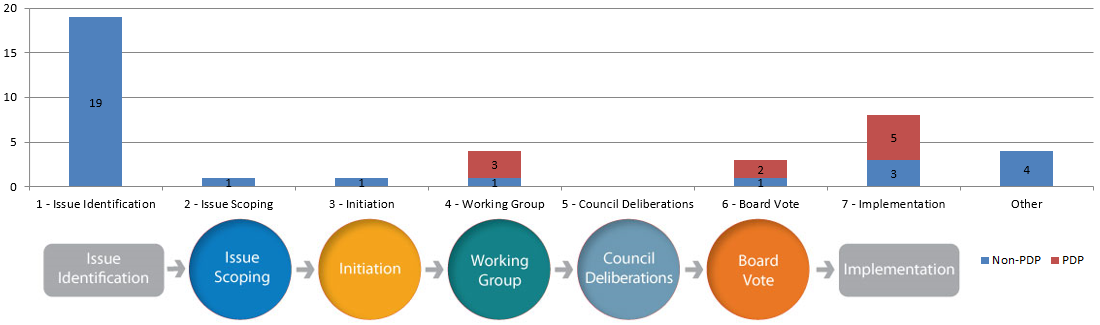 20
15
10
5
0
19
1
1
3
1
2
1
5
3
4
1 - Issue Identification
2 - Issue Scoping
3 - Initiation
4 - Working Group
5 - Council Deliberations
6 - Board Vote
7 - Implementation
Other
Issue
Identification
Issue
Scoping
Initiation
Working
Group
Council
Deliberations
Board
Vote
Implementation
Non-PDP
PDP